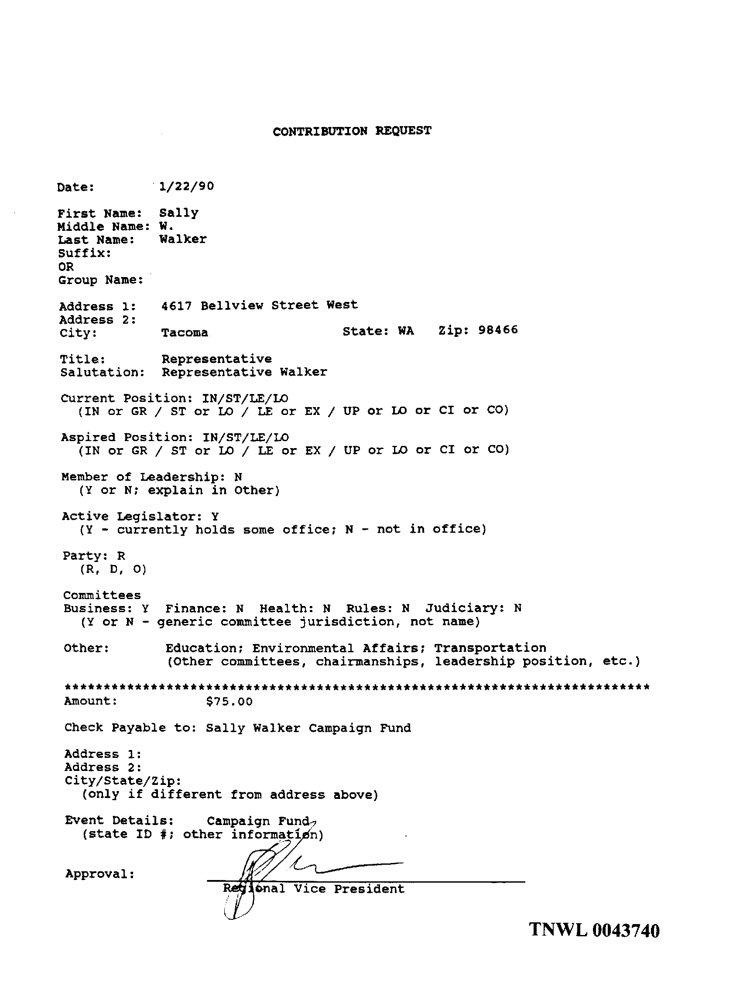 CONTRIBUTION REQUEST
Date: 1/22/90
First Name: Sally
Middle Name: W.
Last Name: Walker
Suffix:
OR
Group Name:
Address 1: 4617 Bellview Street West
Address 2:
City: Tacoma State: WA Zip: 98466
Title: Representative
Salutation: Representative Walker
Current Position: IN/ST/LE/LO
(IN or GR / ST or LO / LE or EX / UP or LO or CI or CO)
Aspired Position: IN/ST/LE/LO
(IN or GR / ST or LO / LE or EX / UP or LO or CI or CO)
Member of Leadership: N
(Y or N; explain in Other)
Active Legislator: Y
(Y - currently holds some office; N - not in office)
Party: R
(R, D, O)
Committees
Business: Y Finance: N Health: N Rules: N Judiciary: N
(Y or N - generic committee jurisdiction, not name)
Other: Education; Environmental Affairs; Transportation
(Other committees, chairmanships, leadership position, etc.)
******************************************************************************
Amount: $75.00
Check Payable to: Sally Walker Campaign Fund
Address 1:
Address 2:
City/State/Zip:
(only if different from address above)
Event Details: Campaign Fund
(state ID #; other information)
Approval:
Regional Vice President
TNWL 0043740